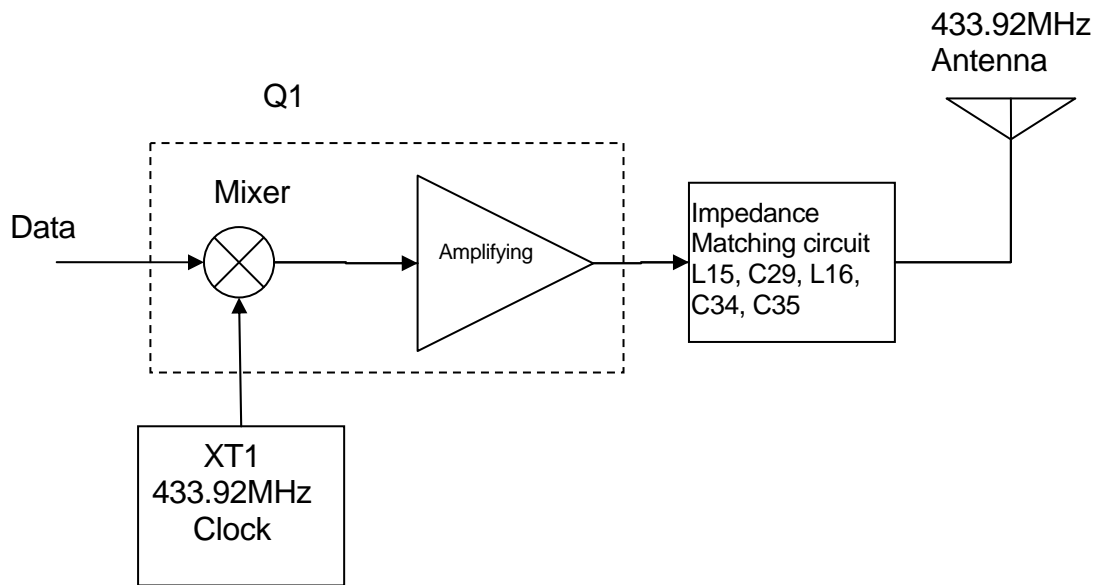 433.92MHz
Antenna
Q1
Mixer
Data
Amplifying
Impedance
Matching circuit
L15, C29, L16,
C34, C35
XT1
433.92MHz
Clock